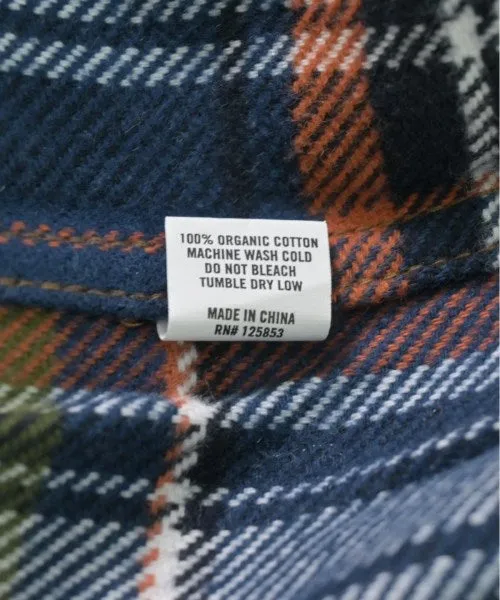 100% ORGANIC COTTON
MACHINE WASH COLD
DO NOT BLEACH
TUMBLE DRY LOW
MADE IN CHINA
RN# 125853